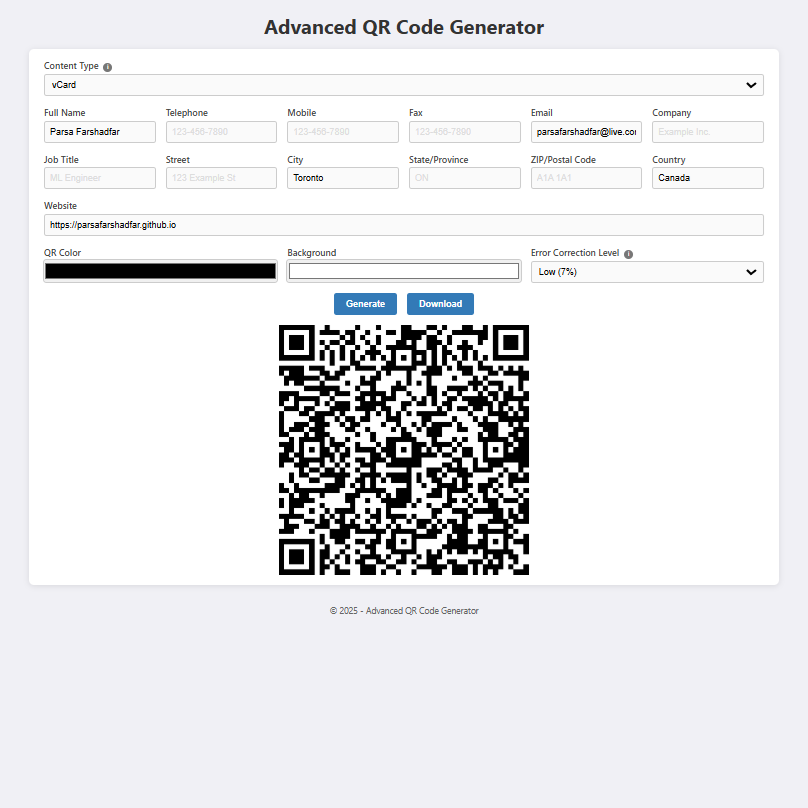 Advanced QR Code Generator
Content Type i
vCard
Full Name Telephone Mobile Fax Email Company
Parsa Farshadfar 123-456-7890 123-456-7890 123-456-7890 parsafarshadfar@live.co Example Inc.
Job Title Street City State/Province ZIP/Postal Code Country
ML Engineer 123 Example St Toronto ON A1A 1A1 Canada
Website
https://parsafarshadfar.github.io
QR Color Background Error Correction Level i
Low (7%)
Generate Download
© 2025 - Advanced QR Code Generator